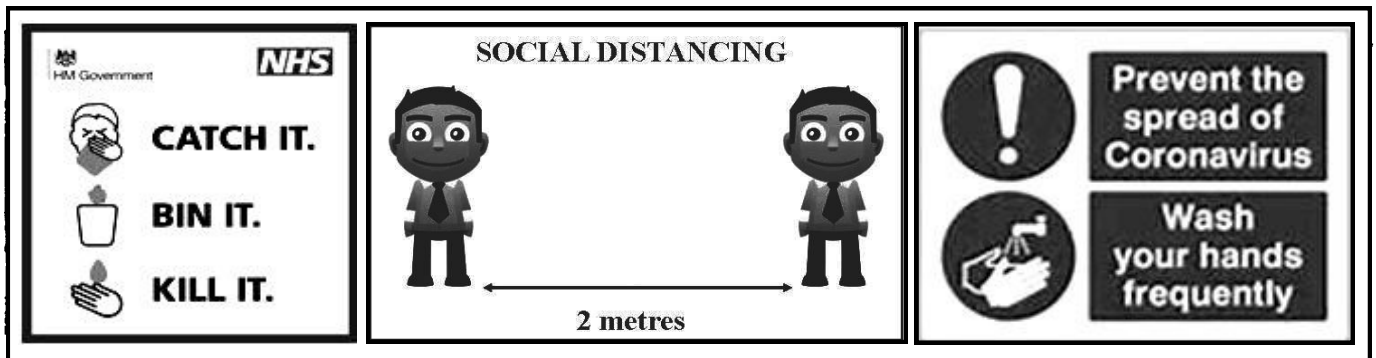 HM Government
NHS
CATCH IT.
BIN IT.
KILL IT.
SOCIAL DISTANCING
2 metres
Prevent the
spread of
Coronavirus
Wash
your hands
frequently